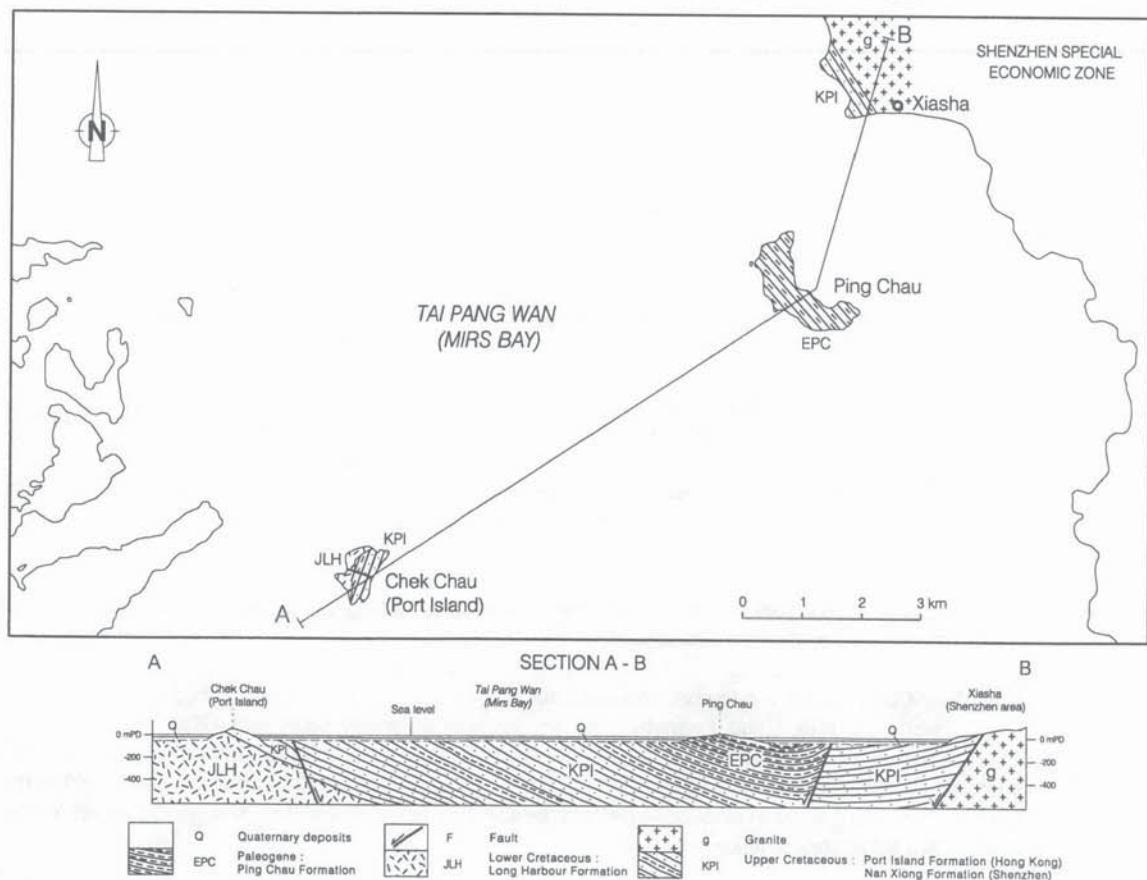 g
B
SHENZHEN SPECIAL
ECONOMIC ZONE
KPI
Xiasha
N
Ping Chau
TAI PANG WAN
(MIRS BAY)
EPC
KPI
JLH
Chek Chau
(Port Island)
A
0 1 2 3 km
A SECTION A - B B
Chek Chau
(Port Island)
Sea level
Tai Pang Wan
(Mirs Bay)
Ping Chau
Xiasha
(Shenzhen area)
Q Q Q
0 mPD 0 mPD
-200 -200
-400 -400
JLH KPI KPI EPC KPI g
Q Quaternary deposits
EPC Paleogene :
Ping Chau Formation
F Fault
JLH Lower Cretaceous :
Long Harbour Formation
g Granite
KPI Upper Cretaceous : Port Island Formation (Hong Kong)
Nan Xiong Formation (Shenzhen)